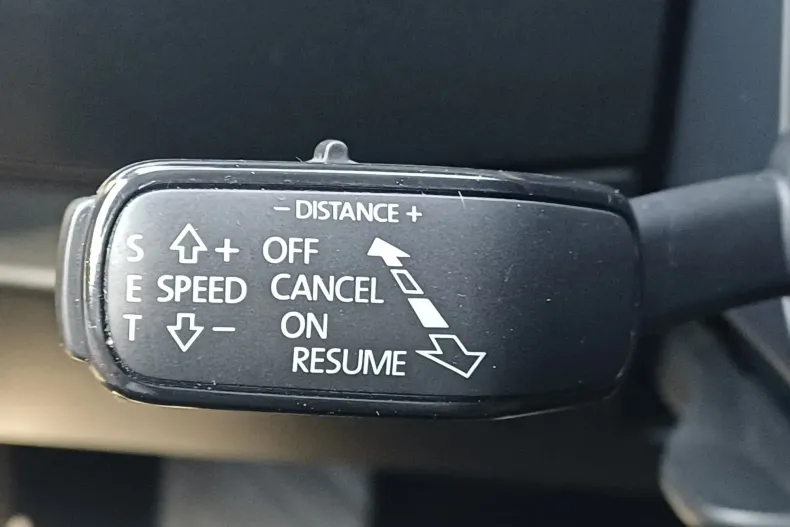 − DISTANCE +
S + OFF
E SPEED CANCEL
T − ON
RESUME